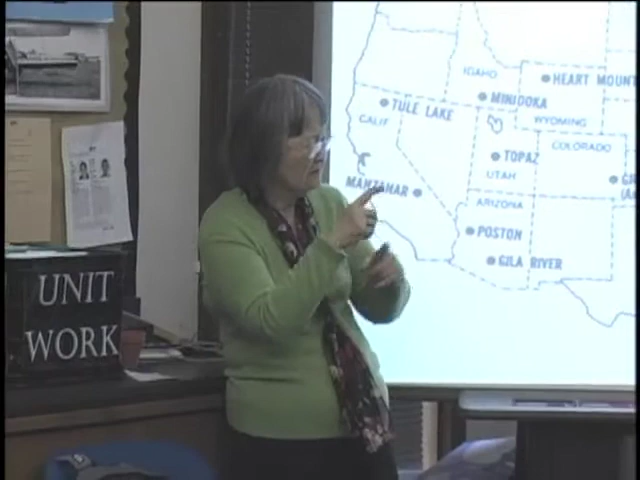 IDAHO
HEART MOUNT
MINIDOKA
TULE LAKE
WYOMING
CALIF
COLORADO
TOPAZ
UTAH
MANZANAR
ARIZONA
POSTON
GILA RIVER
UNIT
WORK